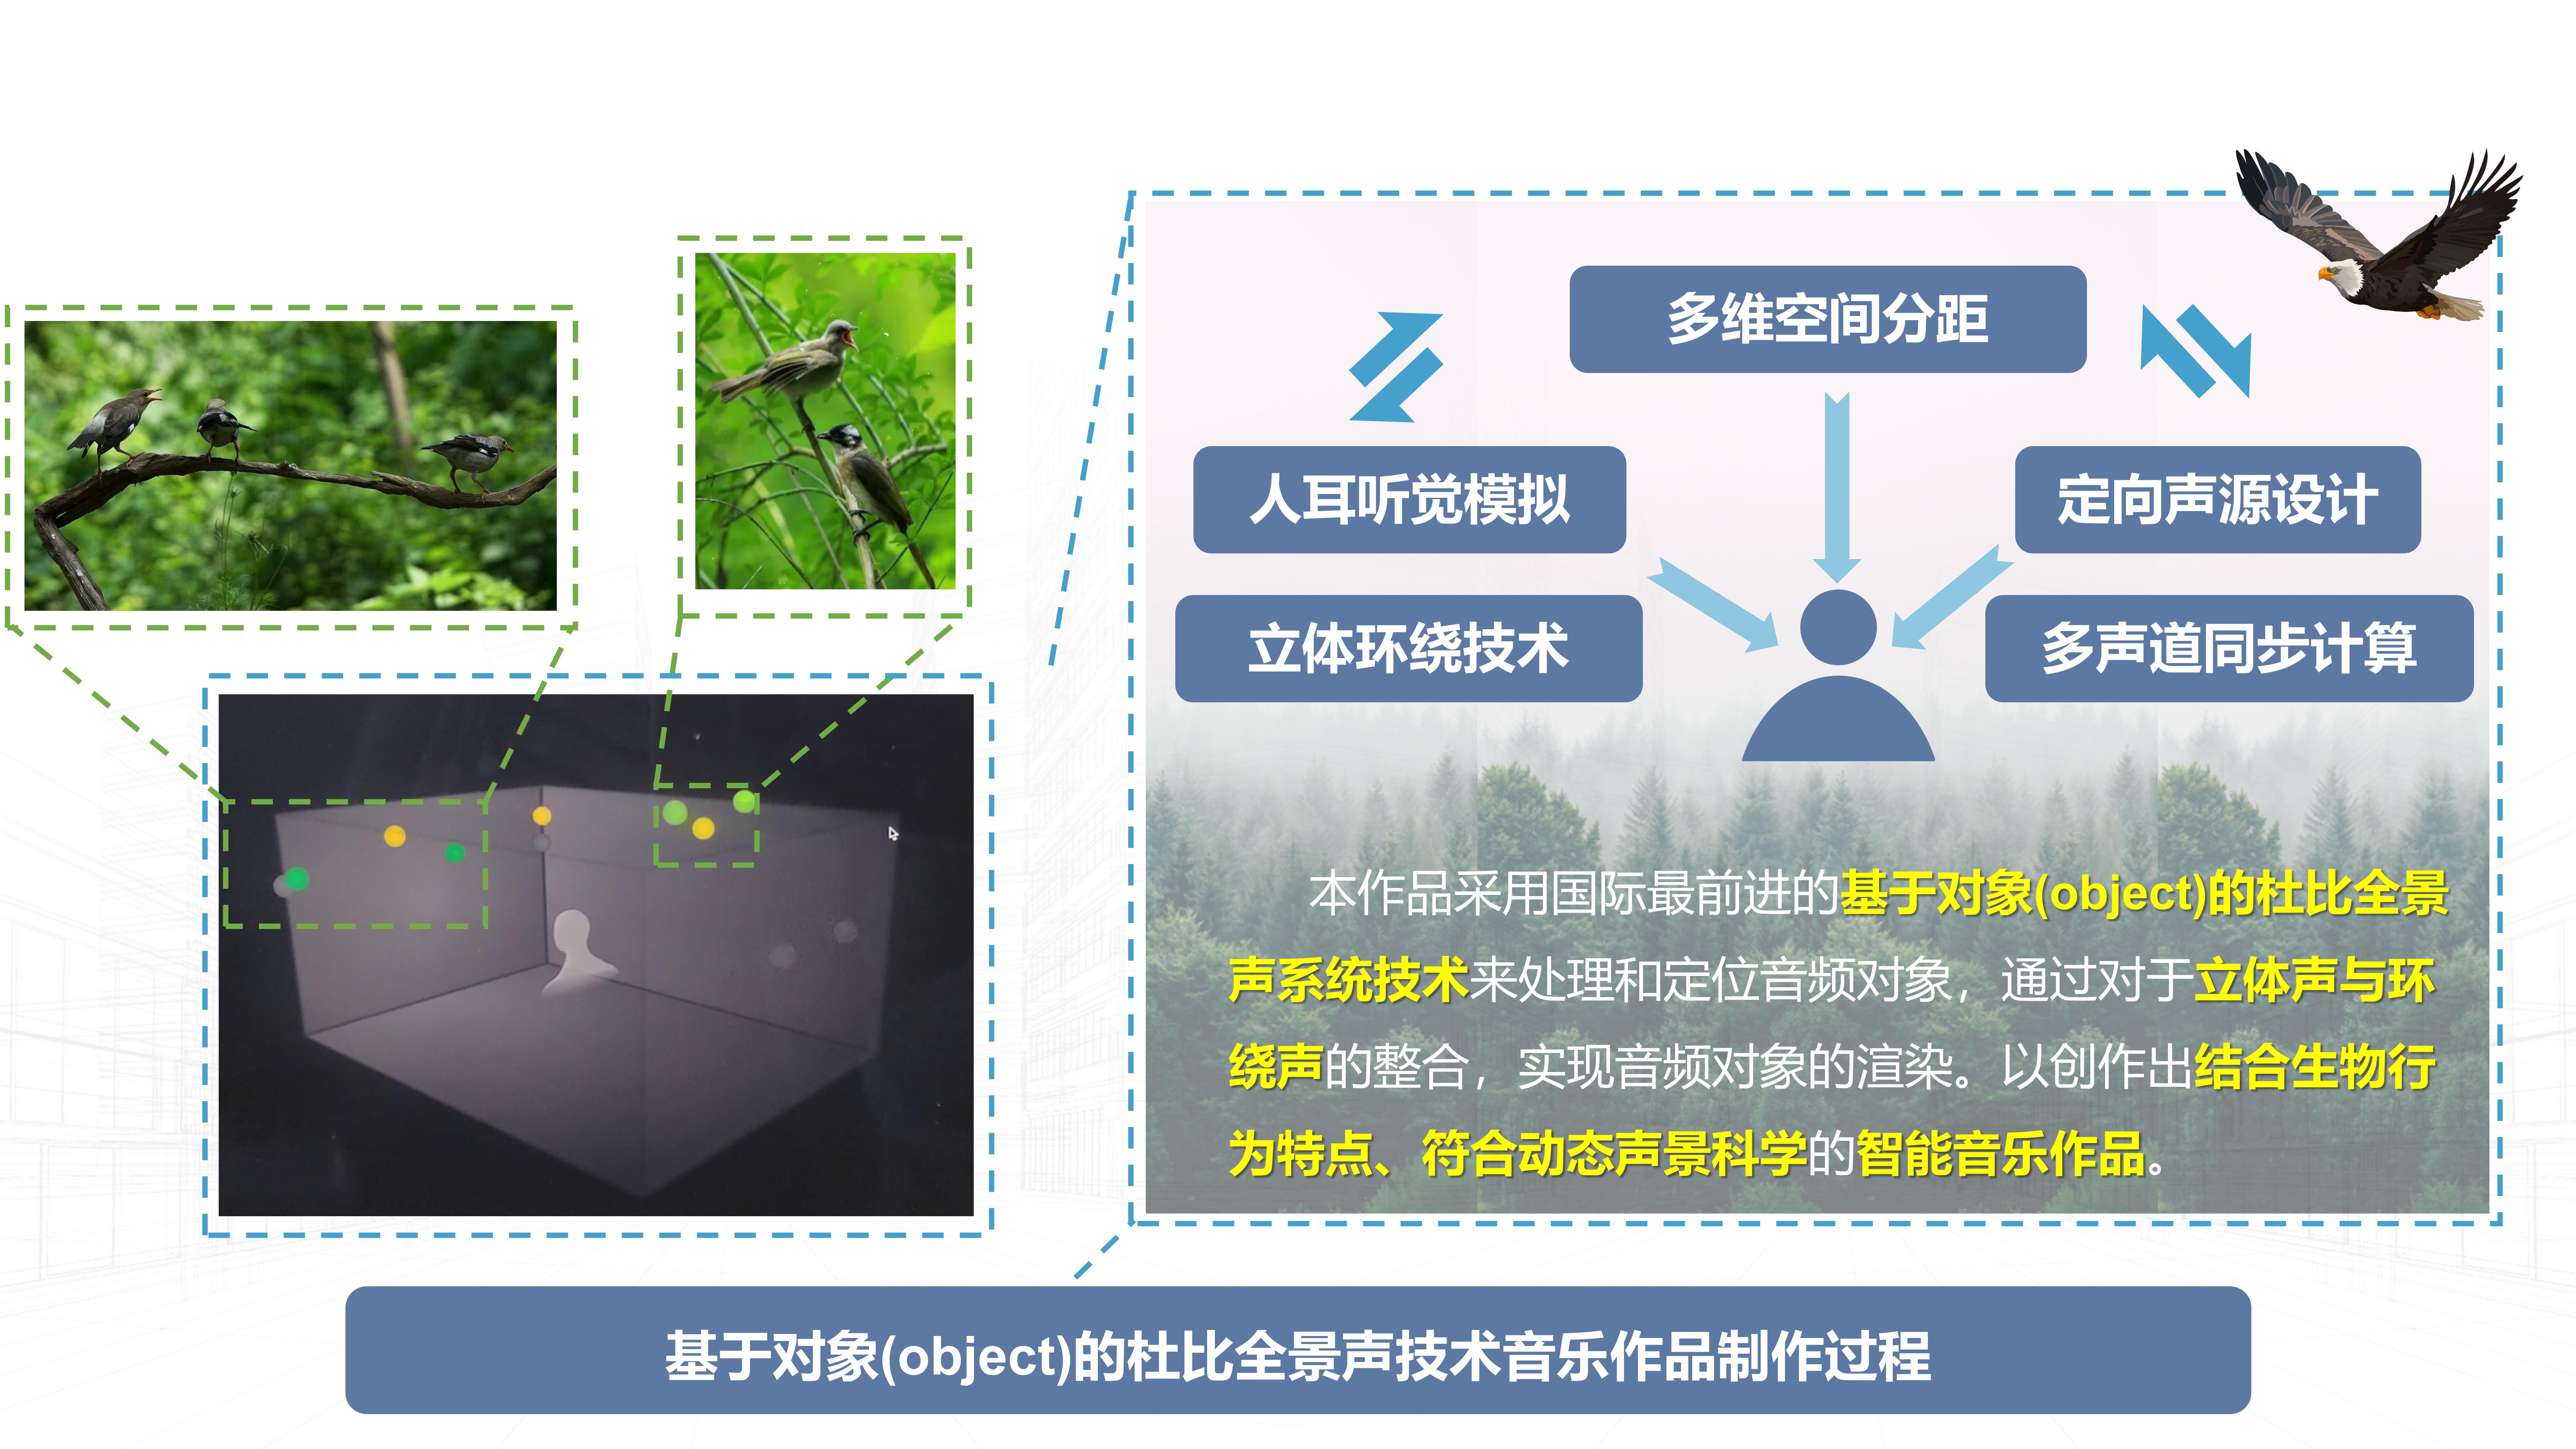 多维空间分距
人耳听觉模拟
定向声源设计
立体环绕技术
多声道同步计算
本作品采用国际最前进的基于对象(object)的杜比全景
声系统技术来处理和定位音频对象，通过对于立体声与环
绕声的整合，实现音频对象的渲染。以创作出结合生物行
为特点、符合动态声景科学的智能音乐作品。
基于对象(object)的杜比全景声技术音乐作品制作过程